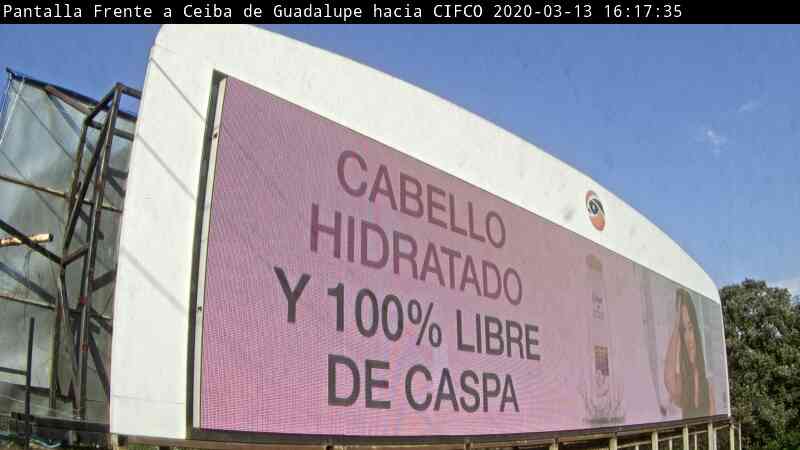 Pantalla Frente a Ceiba de Guadalupe hacia CIFCO 2020-03-13 16:17:35
CABELLO
HIDRATADO
Y 100% LIBRE
DE CASPA